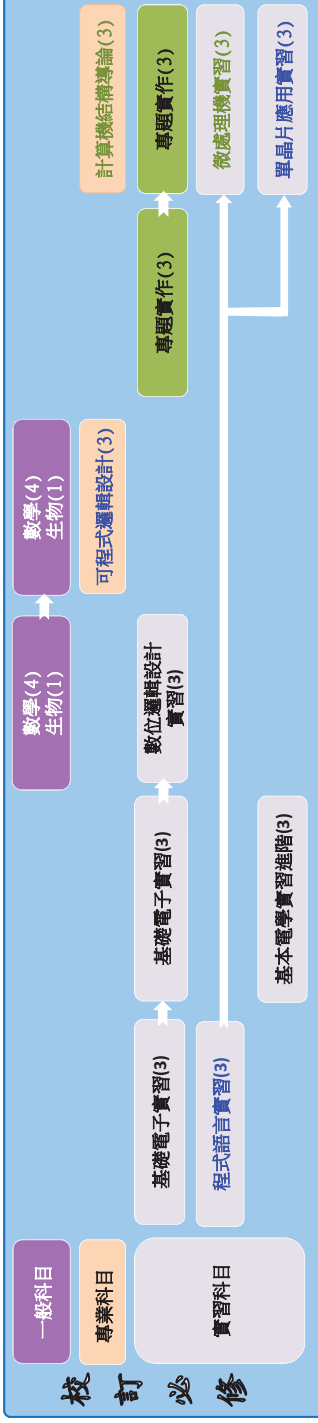 校訂必修
一般科目
數學(4)
生物(1)
數學(4)
生物(1)
專業科目
可程式邏輯設計(3)
計算機結構導論(3)
實習科目
基礎電子實習(3)
基礎電子實習(3)
數位邏輯設計
實習(3)
專題實作(3)
專題實作(3)
程式語言實習(3)
微處理機實習(3)
基本電學實習進階(3)
單晶片應用實習(3)